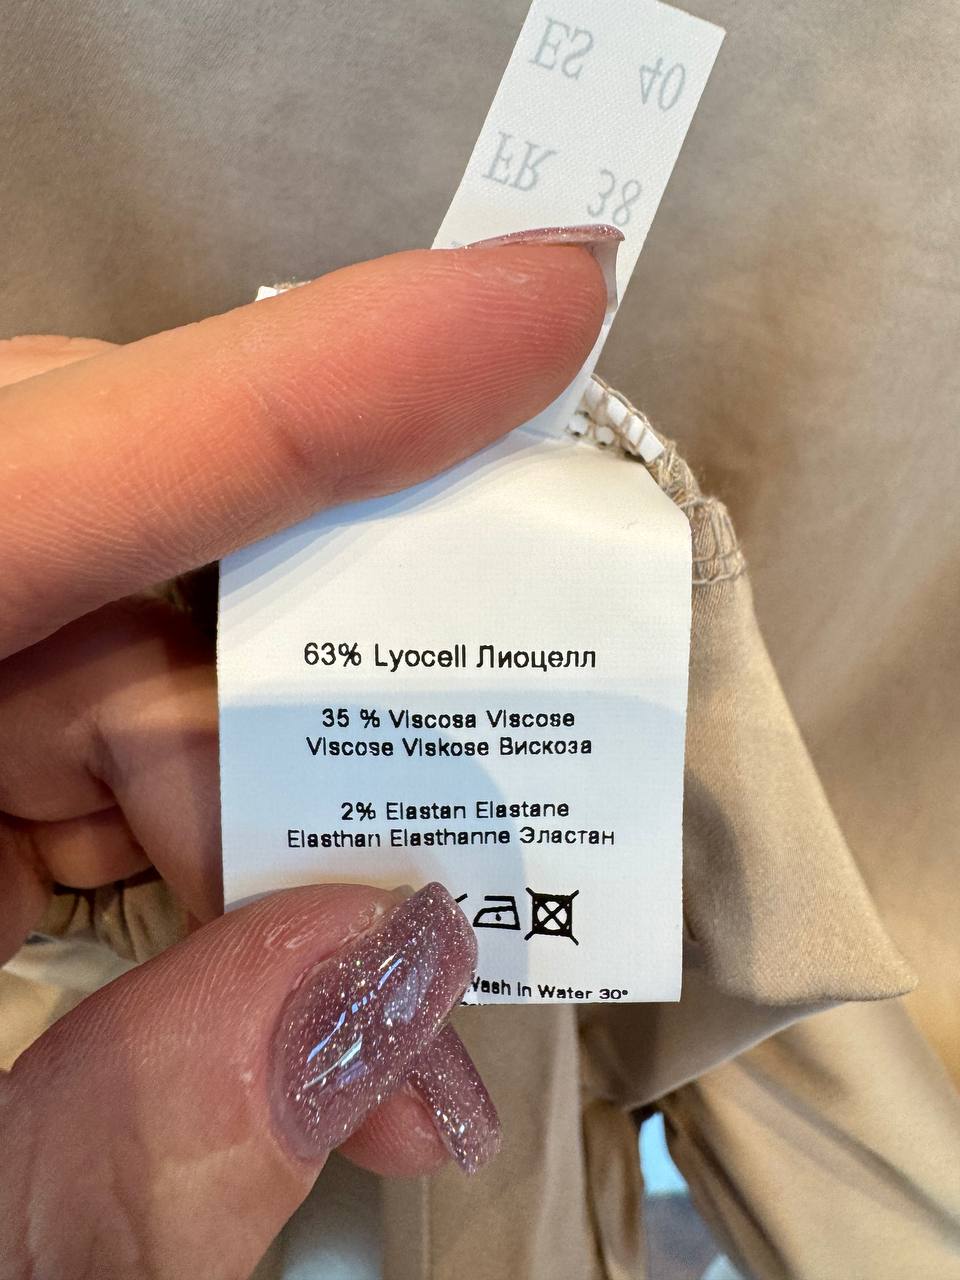 ES 40
FR 38
63% Lyocell Лиоцелл
35 % Viscosa Viscose
Viscose Viskose Вискоза
2% Elastan Elastane
Elasthan Elasthanne Эластан
Wash In Water 30°